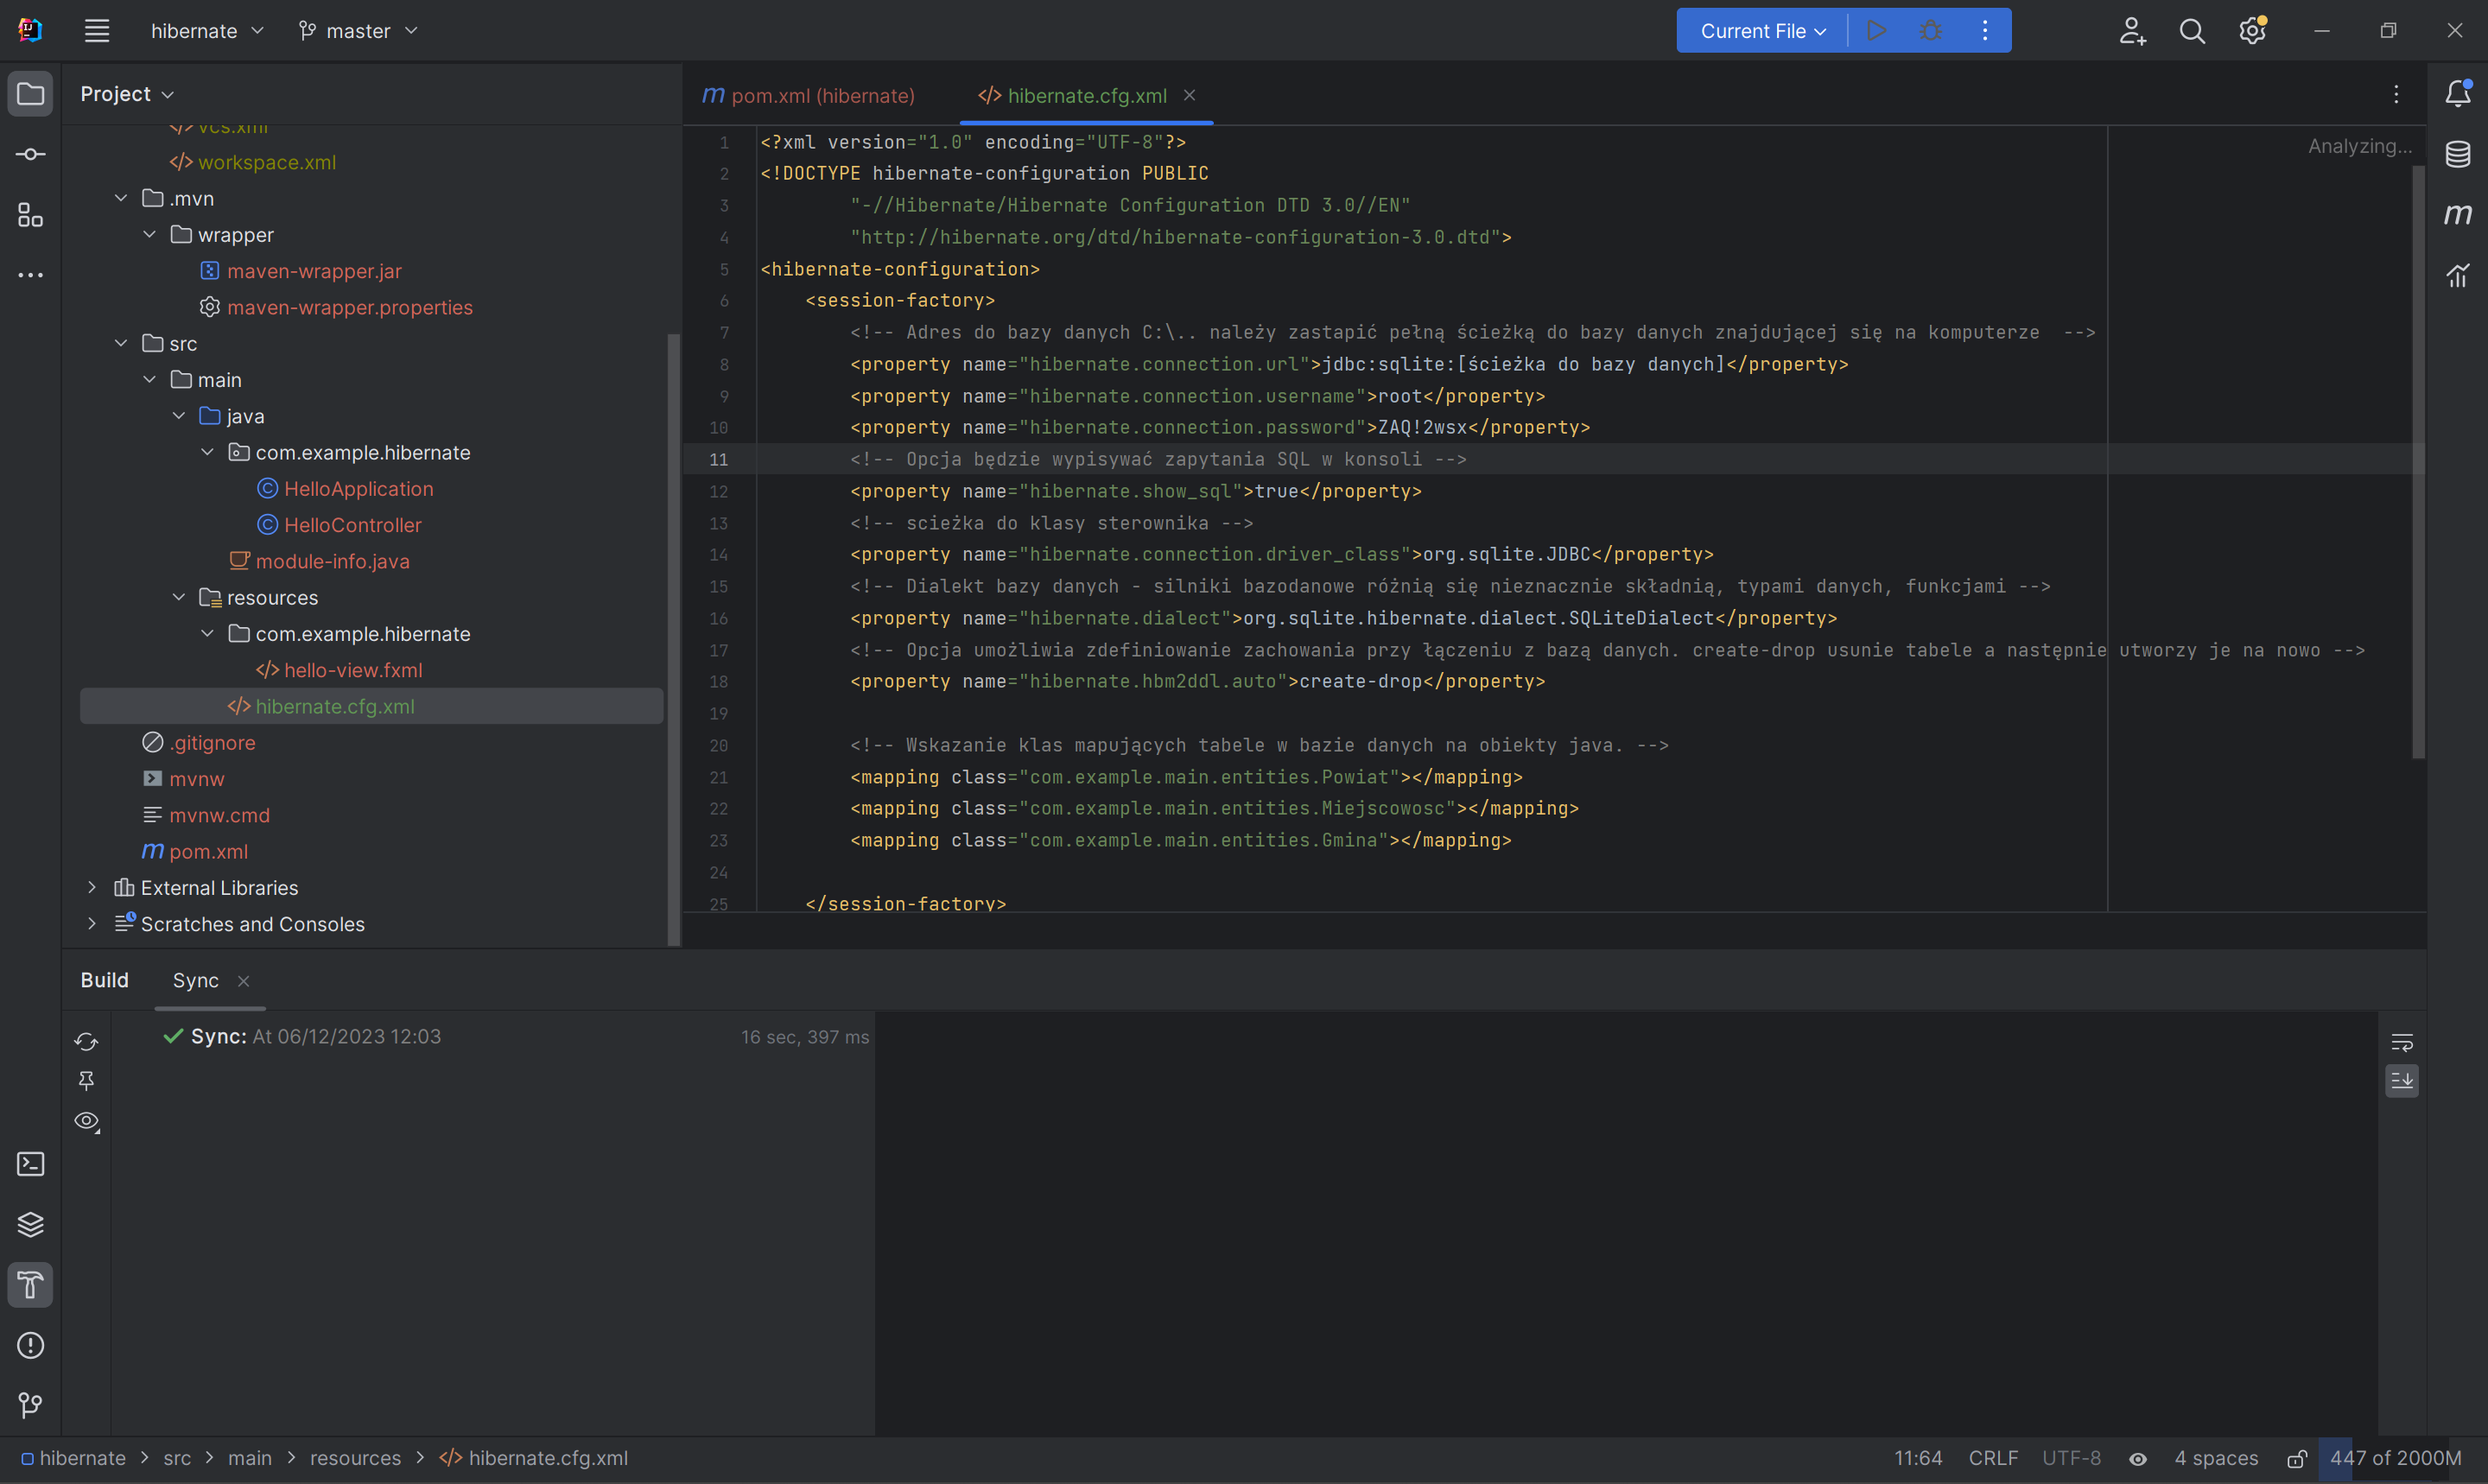 hibernate
master
Current File
Project
vcs.xml
workspace.xml
.mvn
wrapper
maven-wrapper.jar
maven-wrapper.properties
src
main
java
com.example.hibernate
HelloApplication
HelloController
module-info.java
resources
com.example.hibernate
hello-view.fxml
hibernate.cfg.xml
.gitignore
mvnw
mvnw.cmd
pom.xml
External Libraries
Scratches and Consoles
pom.xml (hibernate)
hibernate.cfg.xml
Analyzing...
1 <?xml version="1.0" encoding="UTF-8"?>
2 <!DOCTYPE hibernate-configuration PUBLIC
3 "-//Hibernate/Hibernate Configuration DTD 3.0//EN"
4 "http://hibernate.org/dtd/hibernate-configuration-3.0.dtd">
5 <hibernate-configuration>
6 <session-factory>
7 <!-- Adres do bazy danych C:\.. należy zastapić pełną ścieżką do bazy danych znajdującej się na komputerze -->
8 <property name="hibernate.connection.url">jdbc:sqlite:[ścieżka do bazy danych]</property>
9 <property name="hibernate.connection.username">root</property>
10 <property name="hibernate.connection.password">ZAQ!2wsx</property>
11 <!-- Opcja będzie wypisywać zapytania SQL w konsoli -->
12 <property name="hibernate.show_sql">true</property>
13 <!-- scieżka do klasy sterownika -->
14 <property name="hibernate.connection.driver_class">org.sqlite.JDBC</property>
15 <!-- Dialekt bazy danych - silniki bazodanowe różnią się nieznacznie składnią, typami danych, funkcjami -->
16 <property name="hibernate.dialect">org.sqlite.hibernate.dialect.SQLiteDialect</property>
17 <!-- Opcja umożliwia zdefiniowanie zachowania przy łączeniu z bazą danych. create-drop usunie tabele a następnie utworzy je na nowo -->
18 <property name="hibernate.hbm2ddl.auto">create-drop</property>
19
20 <!-- Wskazanie klas mapujących tabele w bazie danych na obiekty java. -->
21 <mapping class="com.example.main.entities.Powiat"></mapping>
22 <mapping class="com.example.main.entities.Miejscowosc"></mapping>
23 <mapping class="com.example.main.entities.Gmina"></mapping>
24
25 </session-factory>
Build
Sync
Sync: At 06/12/2023 12:03
16 sec, 397 ms
hibernate > src > main > resources > hibernate.cfg.xml
11:64
CRLF
UTF-8
4 spaces
447 of 2000M